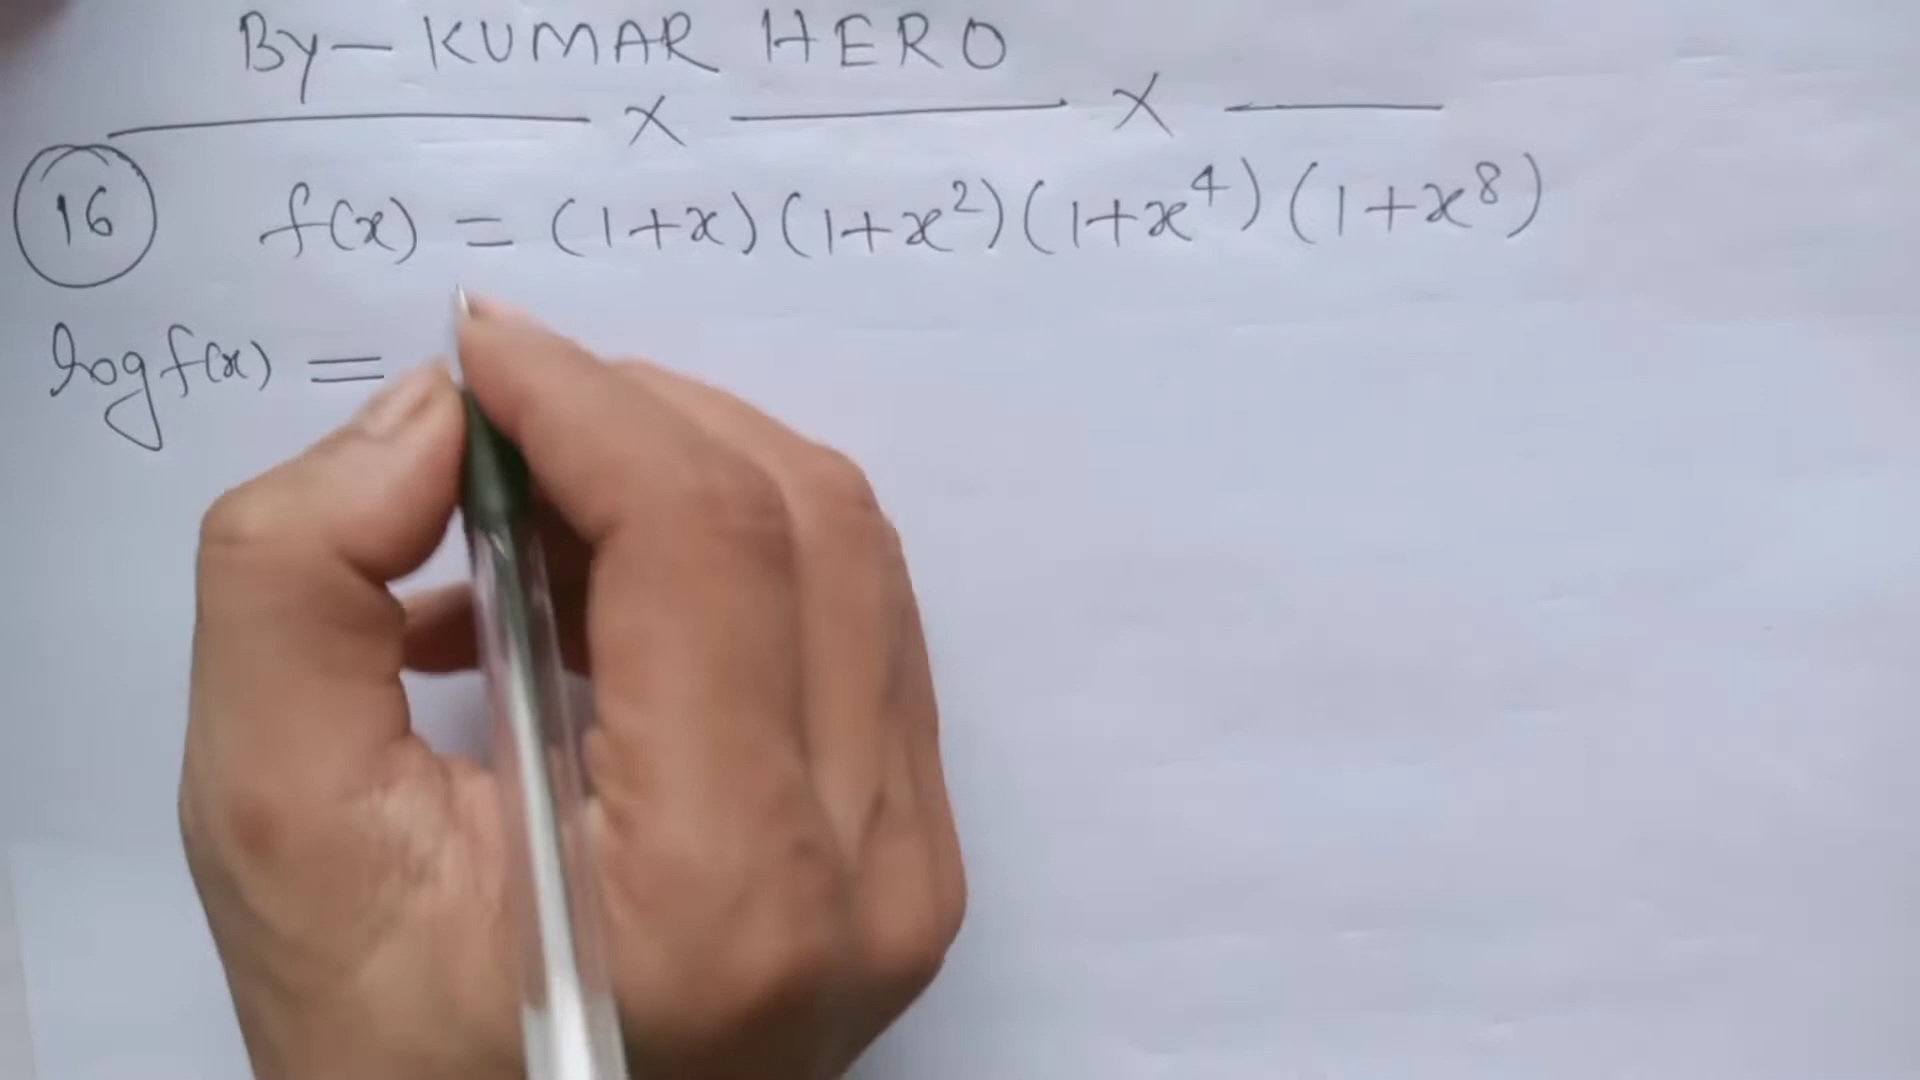 By - KUMAR HERO
x x
16 f(x) = (1+x)(1+x²)(1+x⁴)(1+x⁸)
log f(x) =